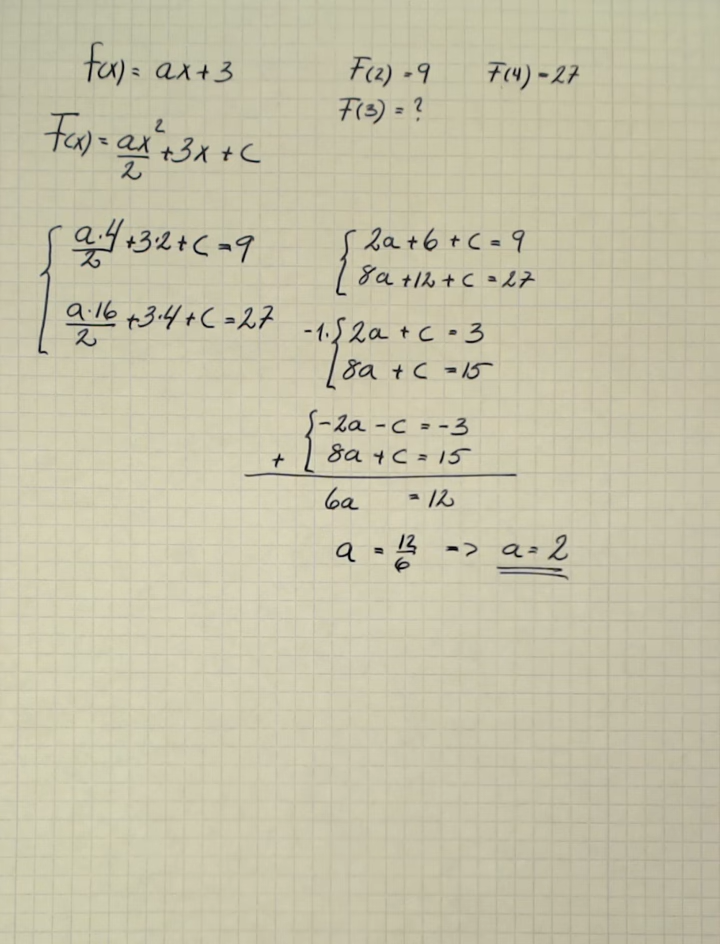 f(x) = ax + 3
F(2) = 9 F(4) = 27
F(3) = ?
F(x) = ax²/2 + 3x + C
{ a·4/2 + 3·2 + C = 9
a·16/2 + 3·4 + C = 27
{ 2a + 6 + C = 9
8a + 12 + C = 27
-1· { 2a + C = 3
8a + C = 15
{ -2a - C = -3
+ 8a + C = 15
6a = 12
a = 12/6 => a = 2